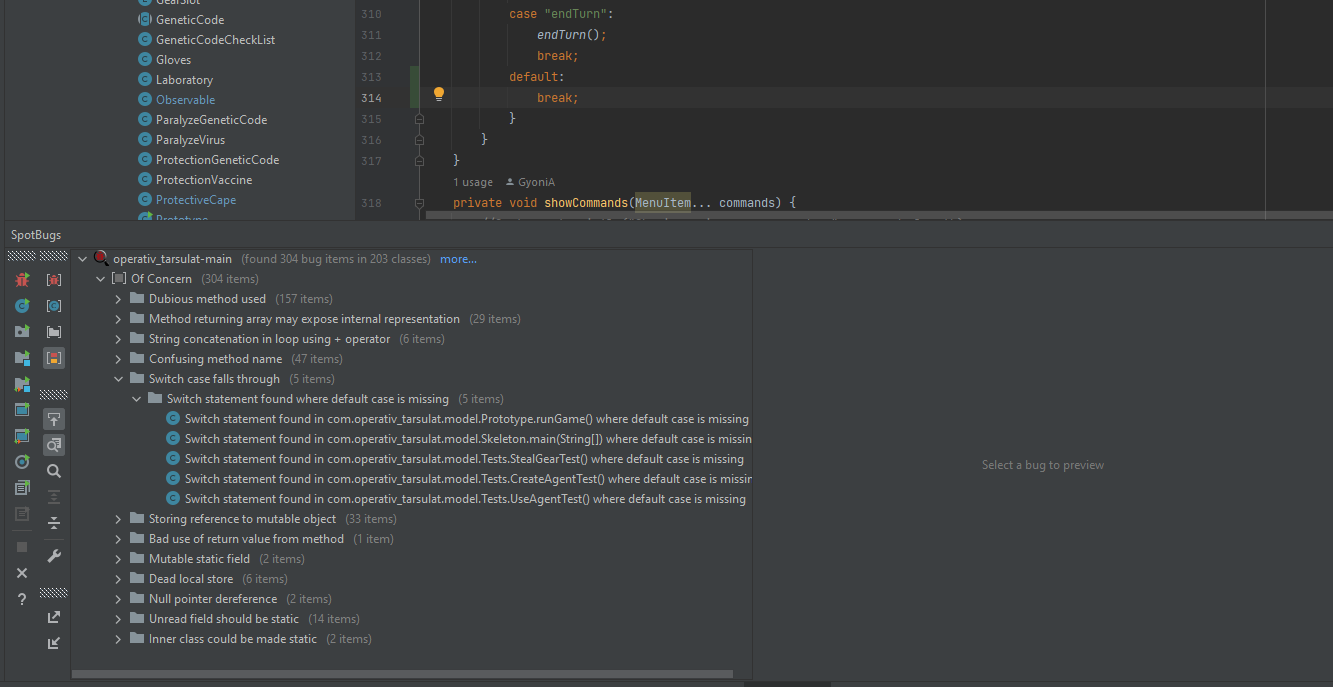 GearSlot
GeneticCode
GeneticCodeCheckList
Gloves
Laboratory
Observable
ParalyzeGeneticCode
ParalyzeVirus
ProtectionGeneticCode
ProtectionVaccine
ProtectiveCape
Prototype
310 case "endTurn":
311 endTurn();
312 break;
313 default:
314 break;
315 }
316 }
317 }
1 usage GyoniA
318 private void showCommands(MenuItem... commands) {
SpotBugs
operativ_tarsulat-main (found 304 bug items in 203 classes) more...
Of Concern (304 items)
Dubious method used (157 items)
Method returning array may expose internal representation (29 items)
String concatenation in loop using + operator (6 items)
Confusing method name (47 items)
Switch case falls through (5 items)
Switch statement found where default case is missing (5 items)
Switch statement found in com.operativ_tarsulat.model.Prototype.runGame() where default case is missing
Switch statement found in com.operativ_tarsulat.model.Skeleton.main(String[]) where default case is missin
Switch statement found in com.operativ_tarsulat.model.Tests.StealGearTest() where default case is missing
Switch statement found in com.operativ_tarsulat.model.Tests.CreateAgentTest() where default case is missin
Switch statement found in com.operativ_tarsulat.model.Tests.UseAgentTest() where default case is missing
Storing reference to mutable object (33 items)
Bad use of return value from method (1 item)
Mutable static field (2 items)
Dead local store (6 items)
Null pointer dereference (2 items)
Unread field should be static (14 items)
Inner class could be made static (2 items)
Select a bug to preview